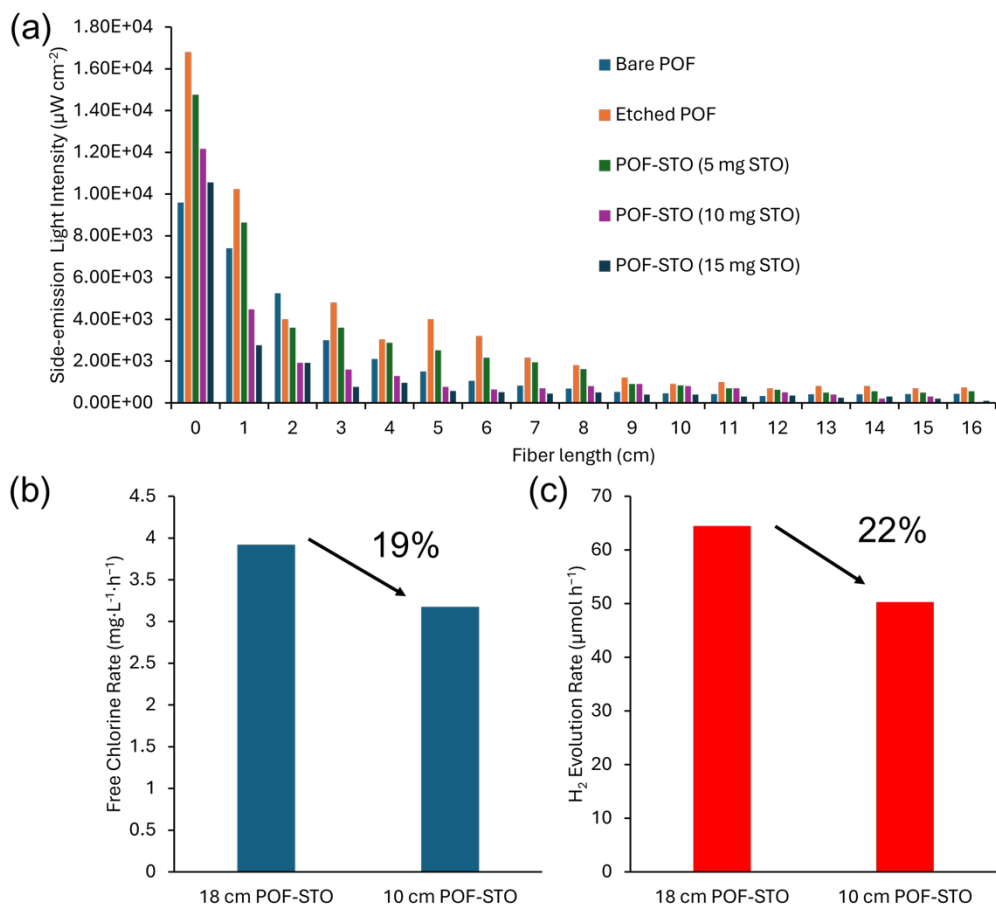 (a)
Side-emission Light Intensity (µW cm⁻²)
1.80E+04
1.60E+04
1.40E+04
1.20E+04
1.00E+04
8.00E+03
6.00E+03
4.00E+03
2.00E+03
0.00E+00
Bare POF
Etched POF
POF-STO (5 mg STO)
POF-STO (10 mg STO)
POF-STO (15 mg STO)
0 1 2 3 4 5 6 7 8 9 10 11 12 13 14 15 16
Fiber length (cm)
(b)
Free Chlorine Rate (mg·L⁻¹·h⁻¹)
4.5
4
3.5
3
2.5
2
1.5
1
0.5
0
19%
18 cm POF-STO 10 cm POF-STO
(c)
H₂ Evolution Rate (µmol h⁻¹)
70
60
50
40
30
20
10
0
22%
18 cm POF-STO 10 cm POF-STO